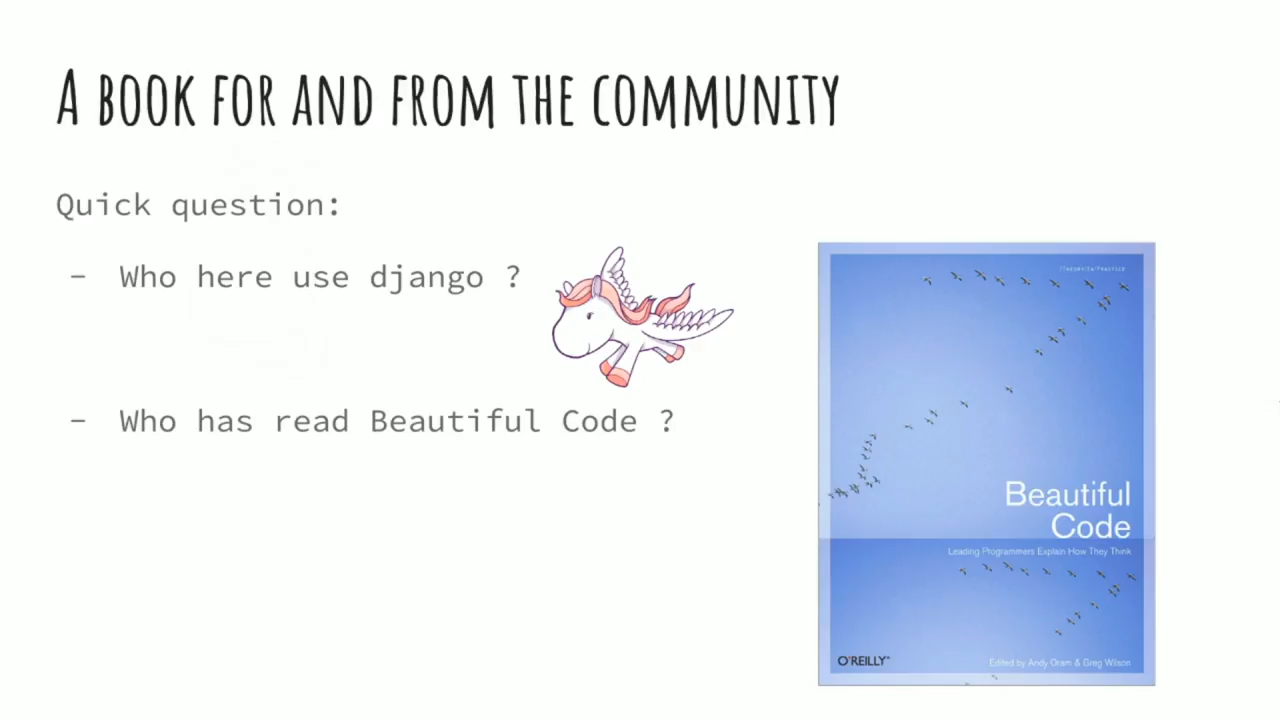 A BOOK FOR AND FROM THE COMMUNITY
Quick question:
- Who here use django ?
- Who has read Beautiful Code ?
Beautiful
Code
Leading Programmers Explain How They Think
O'REILLY™
Edited by Andy Oram & Greg Wilson